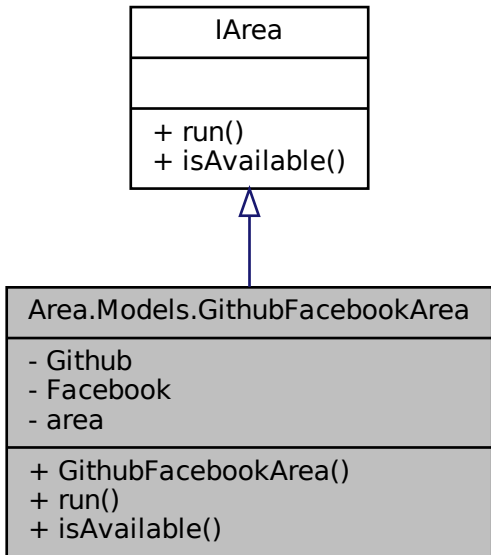 IArea
+ run()
+ isAvailable()
Area.Models.GithubFacebookArea
- Github
- Facebook
- area
+ GithubFacebookArea()
+ run()
+ isAvailable()